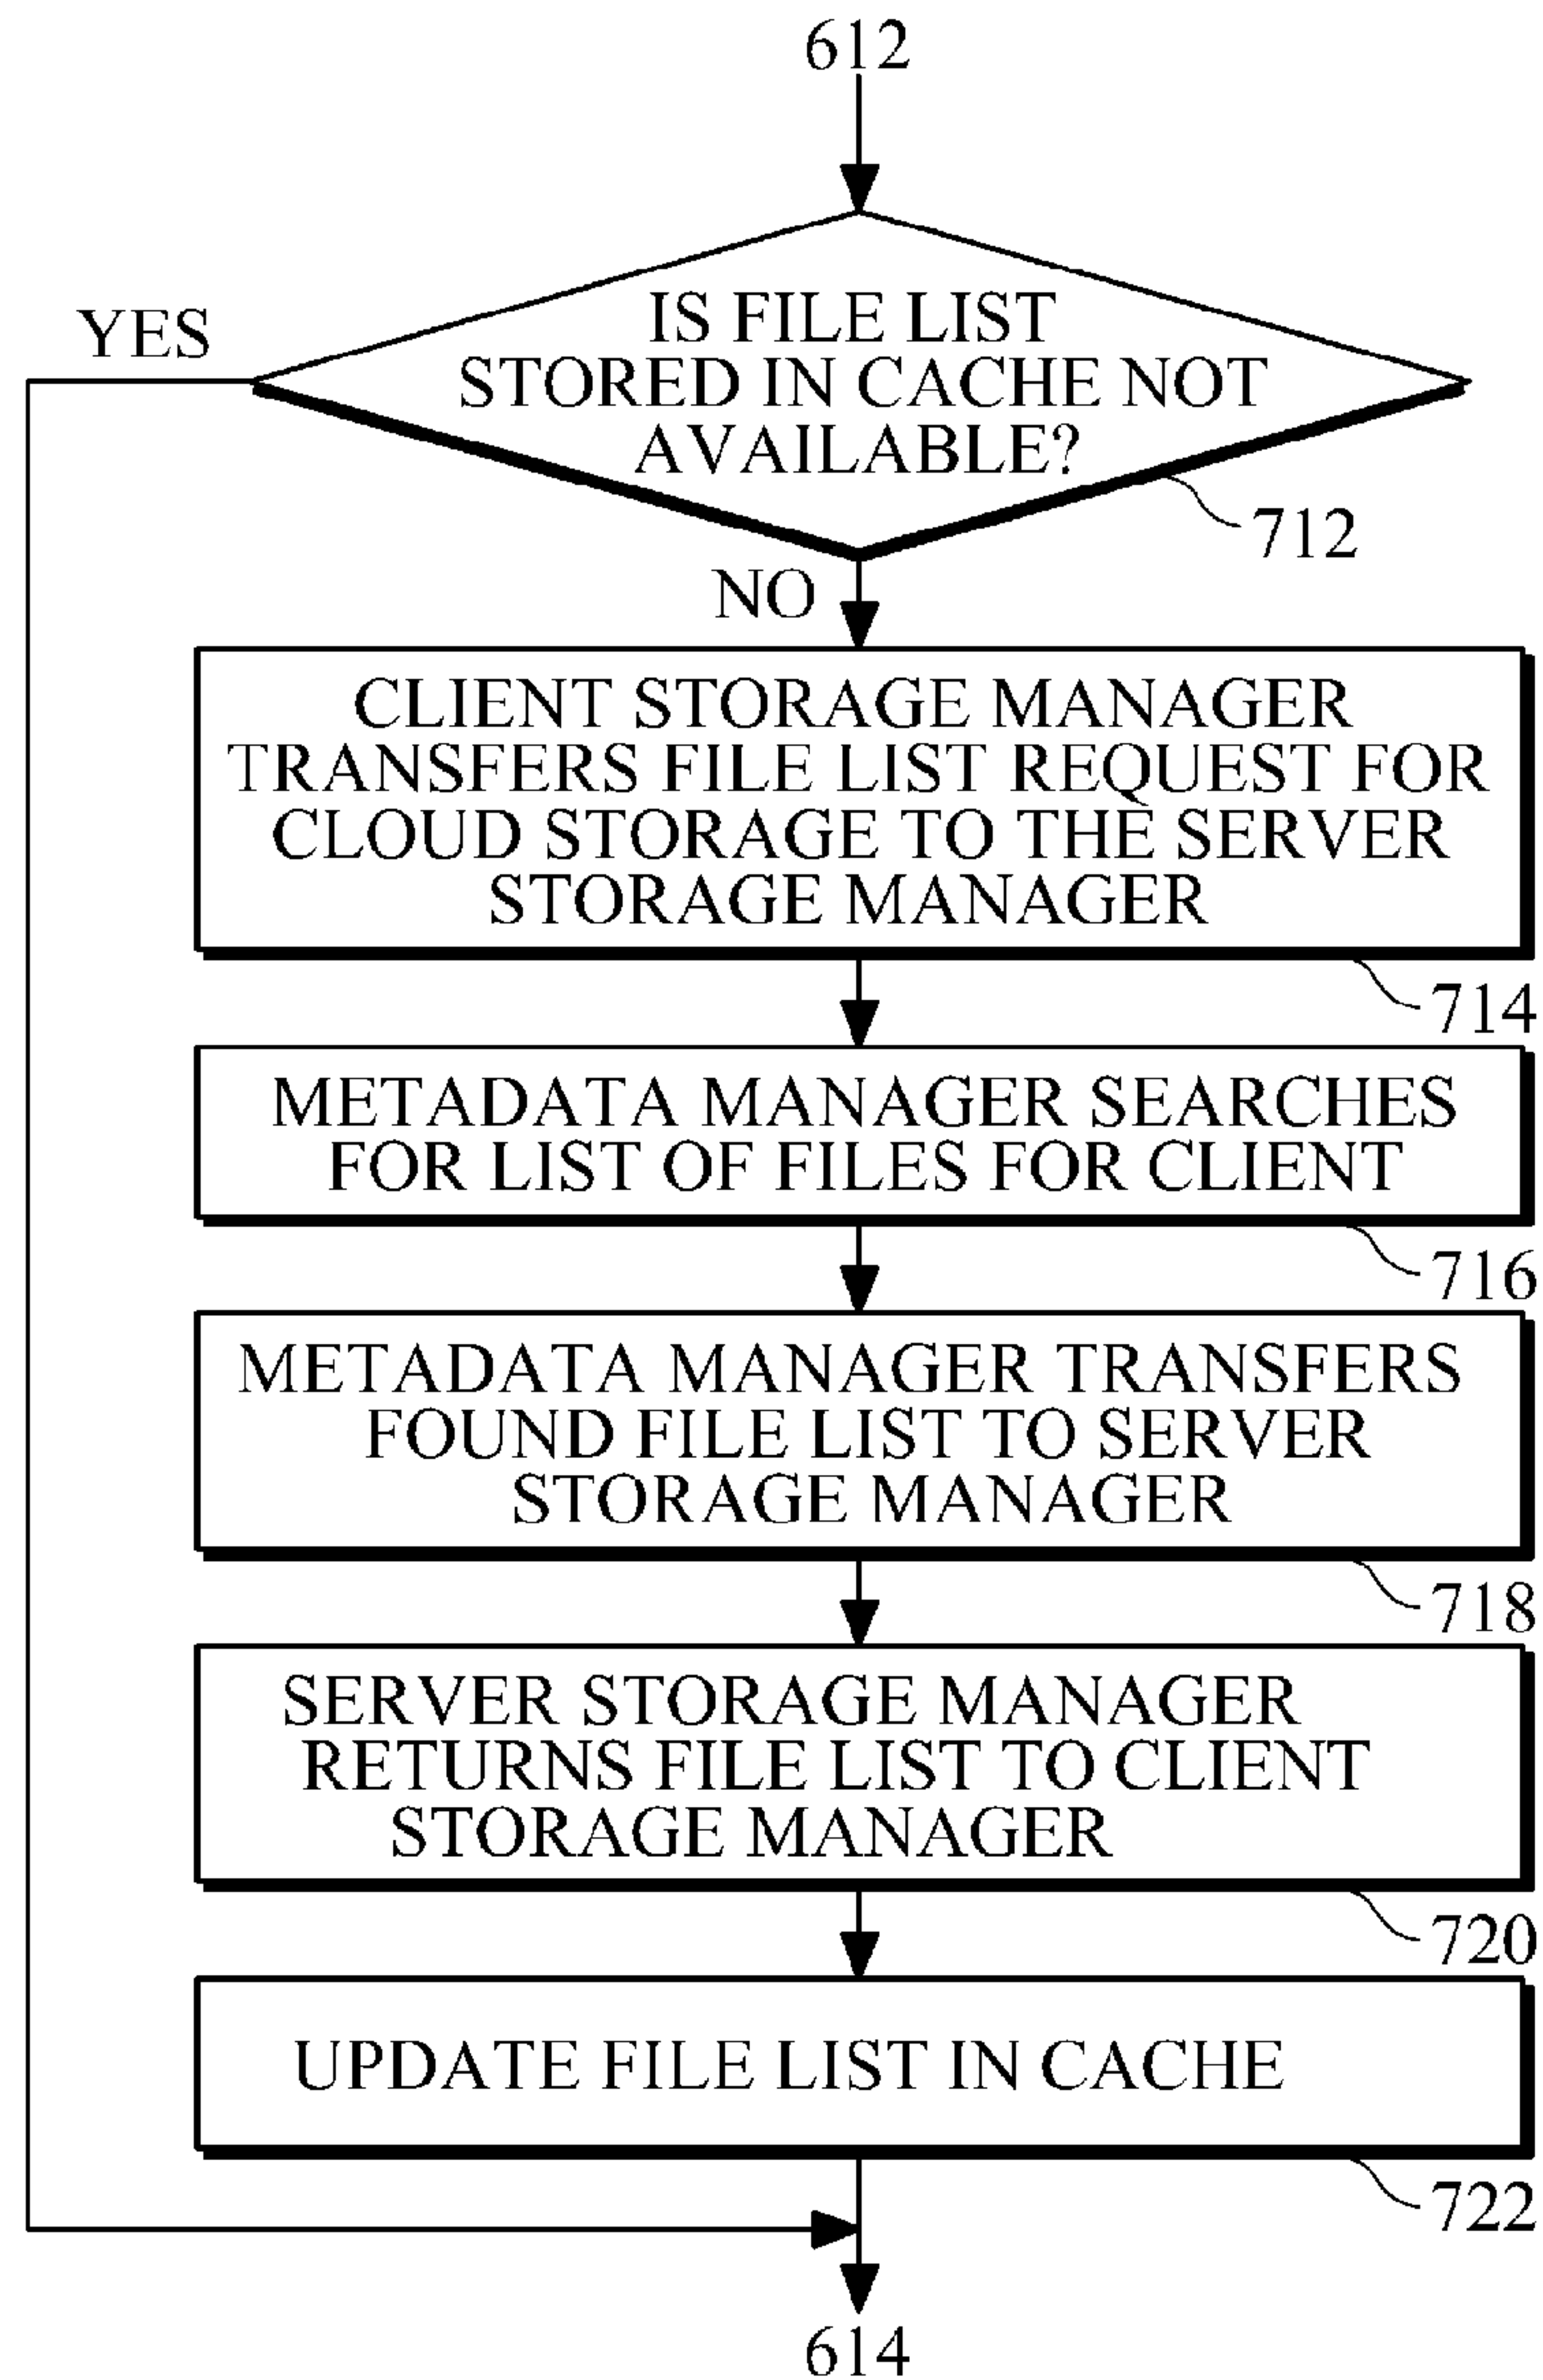 612
IS FILE LIST
YES
STORED IN CACHE NOT
AVAILABLE?
712
NO
CLIENT STORAGE MANAGER
TRANSFERS FILE LIST REQUEST FOR
CLOUD STORAGE TO THE SERVER
STORAGE MANAGER
714
METADATA MANAGER SEARCHES
FOR LIST OF FILES FOR CLIENT
716
METADATA MANAGER TRANSFERS
FOUND FILE LIST TO SERVER
STORAGE MANAGER
718
SERVER STORAGE MANAGER
RETURNS FILE LIST TO CLIENT
STORAGE MANAGER
720
UPDATE FILE LIST IN CACHE
722
614